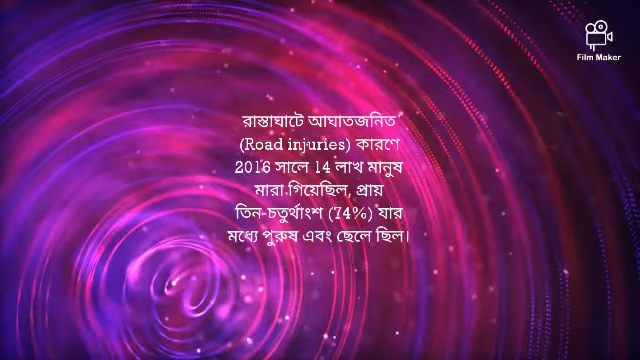 Film Maker
রাস্তাঘাটে আঘাতজনিত
(Road injuries) কারণে
2016 সালে 14 লাখ মানুষ
মারা গিয়েছিল, প্রায়
তিন-চতুর্থাংশ (74%) যার
মধ্যে পুরুষ এবং ছেলে ছিল।